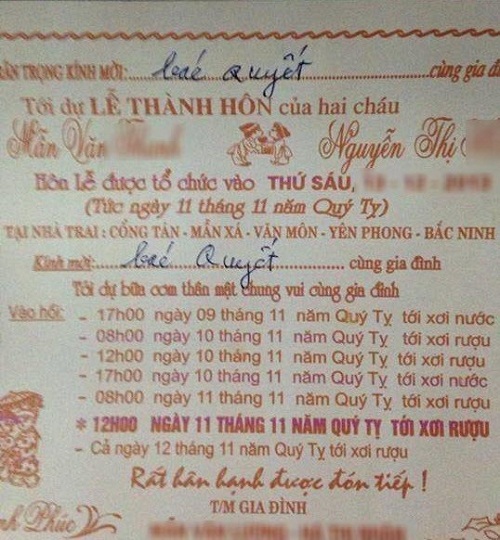 TRÂN TRỌNG KÍNH MỜI: bác Quyết cùng gia đì
Tới dự LỄ THÀNH HÔN của hai cháu
Mẫn Văn Nguyễn Thị
Hôn Lễ được tổ chức vào THỨ SÁU,
(Tức ngày 11 tháng 11 năm Quý Tỵ)
TẠI NHÀ TRAI : CỔNG TÀN - MẪN XÁ - VĂN MÔN - YÊN PHONG - BẮC NINH
Kính mời: bác Quyết cùng gia đình
Tới dự bữa cơm thân mật chung vui cùng gia đình
Vào hồi: - 17h00 ngày 09 tháng 11 năm Quý Tỵ tới xơi nước
- 08h00 ngày 10 tháng 11 năm Quý Tỵ tới xơi rượu
- 12h00 ngày 10 tháng 11 năm Quý Tỵ tới xơi rượu
- 17h00 ngày 10 tháng 11 năm Quý Tỵ tới xơi nước
- 08h00 ngày 11 tháng 11 năm Quý Tỵ tới xơi rượu
* 12H00 NGÀY 11 THÁNG 11 NĂM QUÝ TỴ TỚI XƠI RƯỢU
- Cả ngày 12 tháng 11 năm Quý Tỵ tới xơi rượu
Rất hân hạnh được đón tiếp !
T/M GIA ĐÌNH
nh Phúc